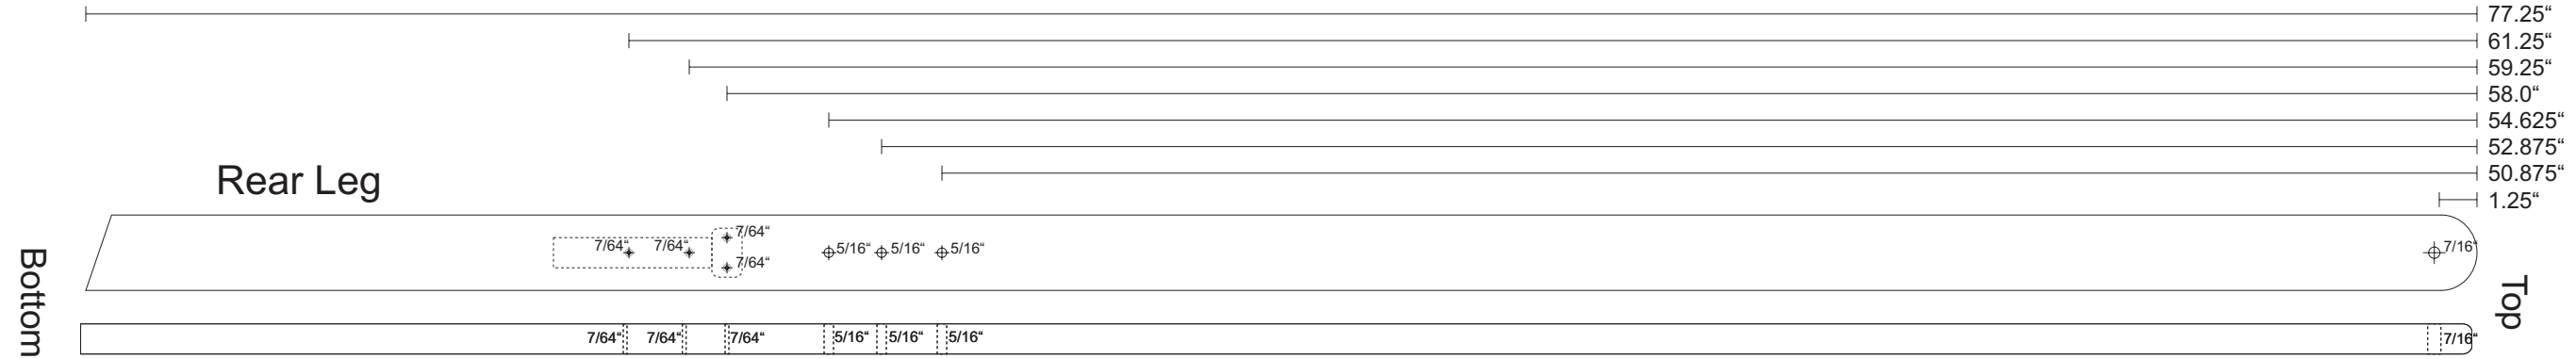 77.25“
61.25“
59.25“
58.0“
54.625“
52.875“
50.875“
1.25“
Rear Leg
7/64“ 7/64“ 7/64“ 5/16“ 5/16“ 5/16“ 7/16“
7/64“
Bottom
Top
7/64“ 7/64“ 7/64“ 5/16“ 5/16“ 5/16“ 7/16“